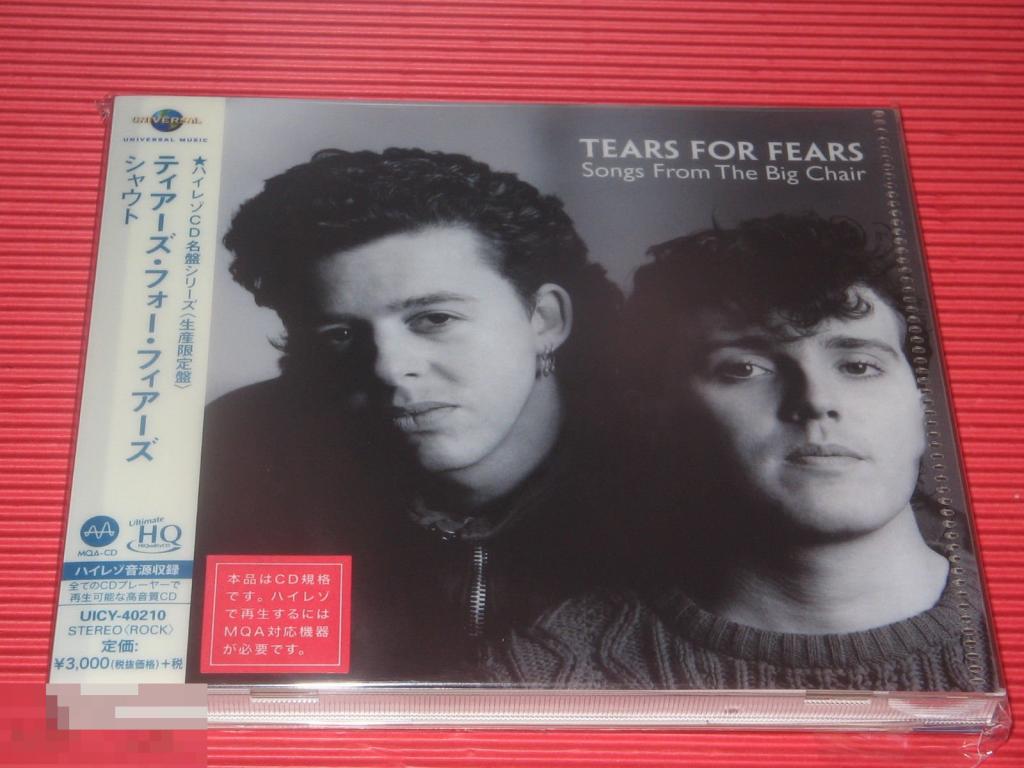 UNIVERSAL
UNIVERSAL MUSIC
★ハイレゾCD名盤シリーズ〈生産限定盤〉
ティアーズ・フォー・フィアーズ
シャウト
MQA-CD
Ultimate
HQ
HiQualityCD
ハイレゾ音源収録
全てのCDプレーヤーで
再生可能な高音質CD
UICY-40210
STEREO〈ROCK〉
定価:
¥3,000(税抜価格)+税
TEARS FOR FEARS
Songs From The Big Chair
本品はCD規格
です。ハイレゾ
で再生するには
MQA対応機器
が必要です。